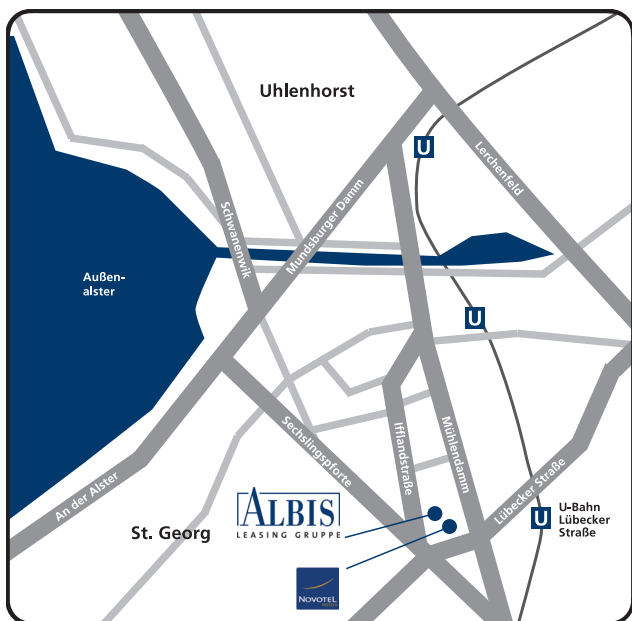 Uhlenhorst
U
Lerchenfeld
Schwanenwik
Mundsburger Damm
Außen-
alster
U
Sechslingspforte
Ifflandstraße
Mühlendamm
An der Alster
Lübecker Straße
St. Georg
ALBIS
LEASING GRUPPE
U
U-Bahn
Lübecker
Straße
NOVOTEL
HOTELS